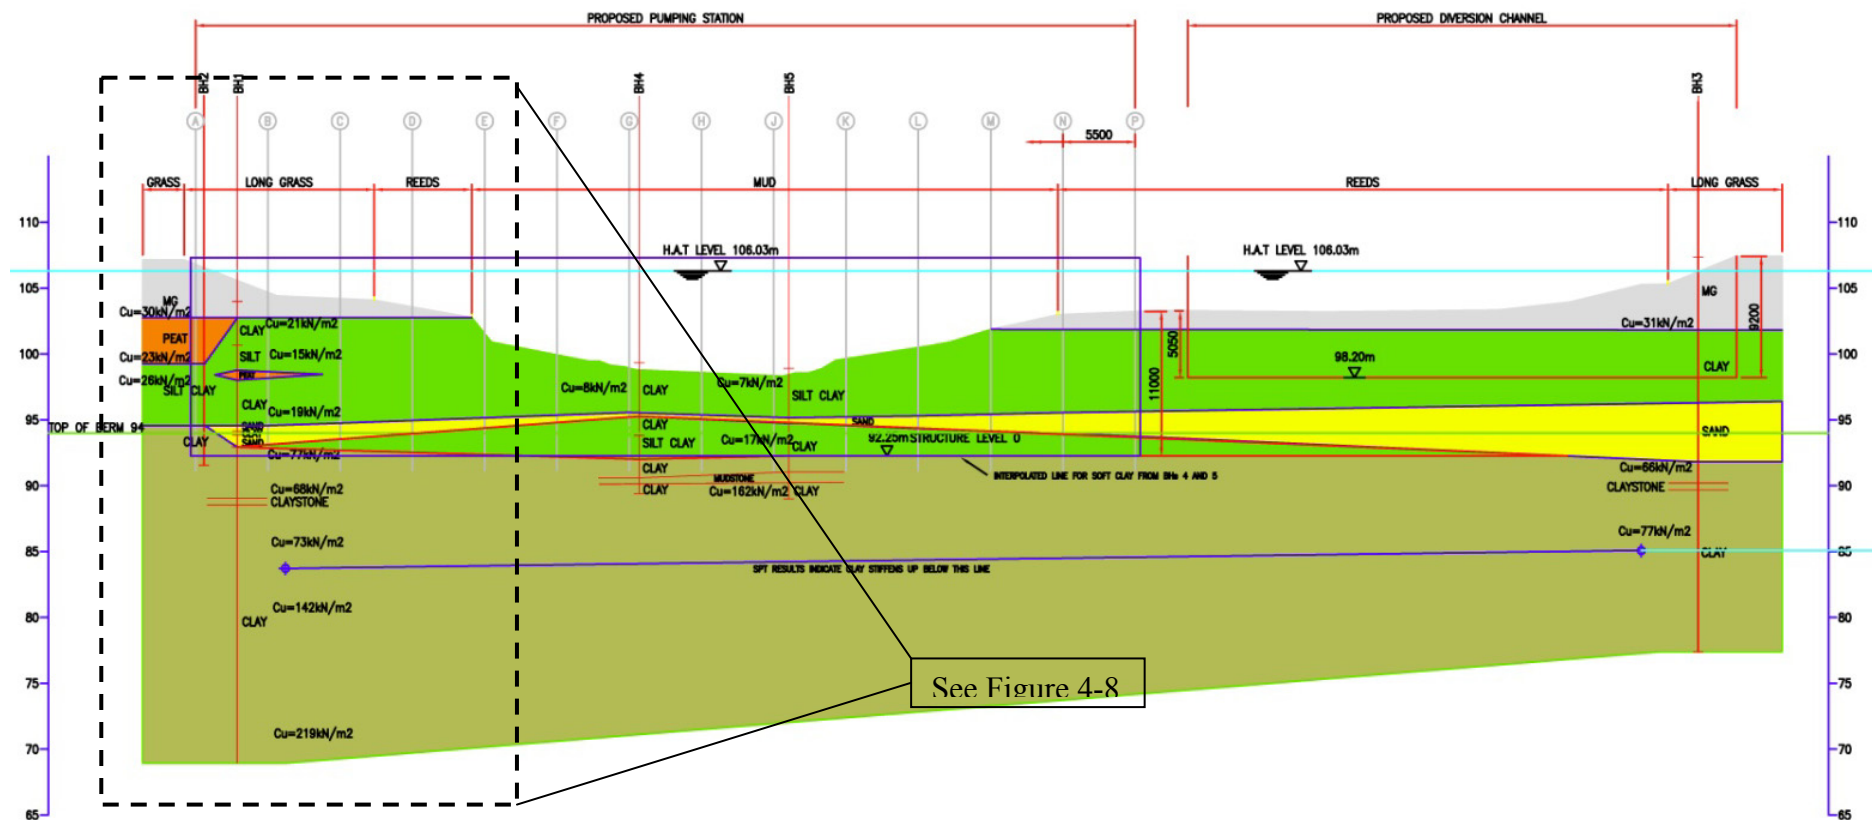 PROPOSED PUMPING STATION
PROPOSED DIVERSION CHANNEL
BH2
BH1
BH4
BH5
BH3
A B C D E F G H J K L M N P
5500
GRASS LONG GRASS REEDS MUD REEDS LONG GRASS
110
110
H.A.T LEVEL 106.03m
H.A.T LEVEL 106.03m
105
105
MG
MG
Cu=30kN/m2
Cu=21kN/m2
Cu=31kN/m2
9200
5050
11000
CLAY
PEAT
100
100
Cu=23kN/m2
SILT
Cu=15kN/m2
98.20m
CLAY
Cu=26kN/m2
PEAT
SILT CLAY
Cu=8kN/m2
CLAY
Cu=7kN/m2
SILT CLAY
CLAY
Cu=19kN/m2
95
95
TOP OF BERM 94
SAND
CLAY
SAND
SAND
CLAY
SAND
SILT CLAY
Cu=17kN/m2
CLAY
92.25m STRUCTURE LEVEL 0
Cu=77kN/m2
CLAY
Cu=66kN/m2
INTERPOLATED LINE FOR SOFT CLAY FROM BHs 4 AND 5
MUDSTONE
90
90
Cu=68kN/m2
CLAY
Cu=162kN/m2
CLAY
CLAYSTONE
CLAYSTONE
Cu=73kN/m2
Cu=77kN/m2
85
85
CLAY
SPT RESULTS INDICATE CLAY STIFFENS UP BELOW THIS LINE
Cu=142kN/m2
80
80
CLAY
75
75
See Figure 4-8
Cu=219kN/m2
70
70
65
65